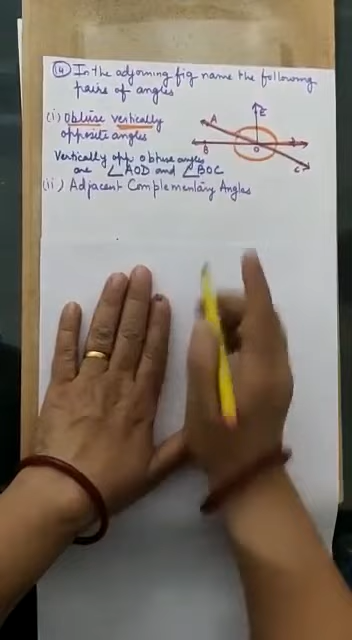 (14) In the adjoining fig name the following
pairs of angles
(i) Obtuse vertically
opposite angles
Vertically opp obtuse angles
are ∠AOD and ∠BOC
(ii) Adjacent Complementary Angles
E
A
B
O
C